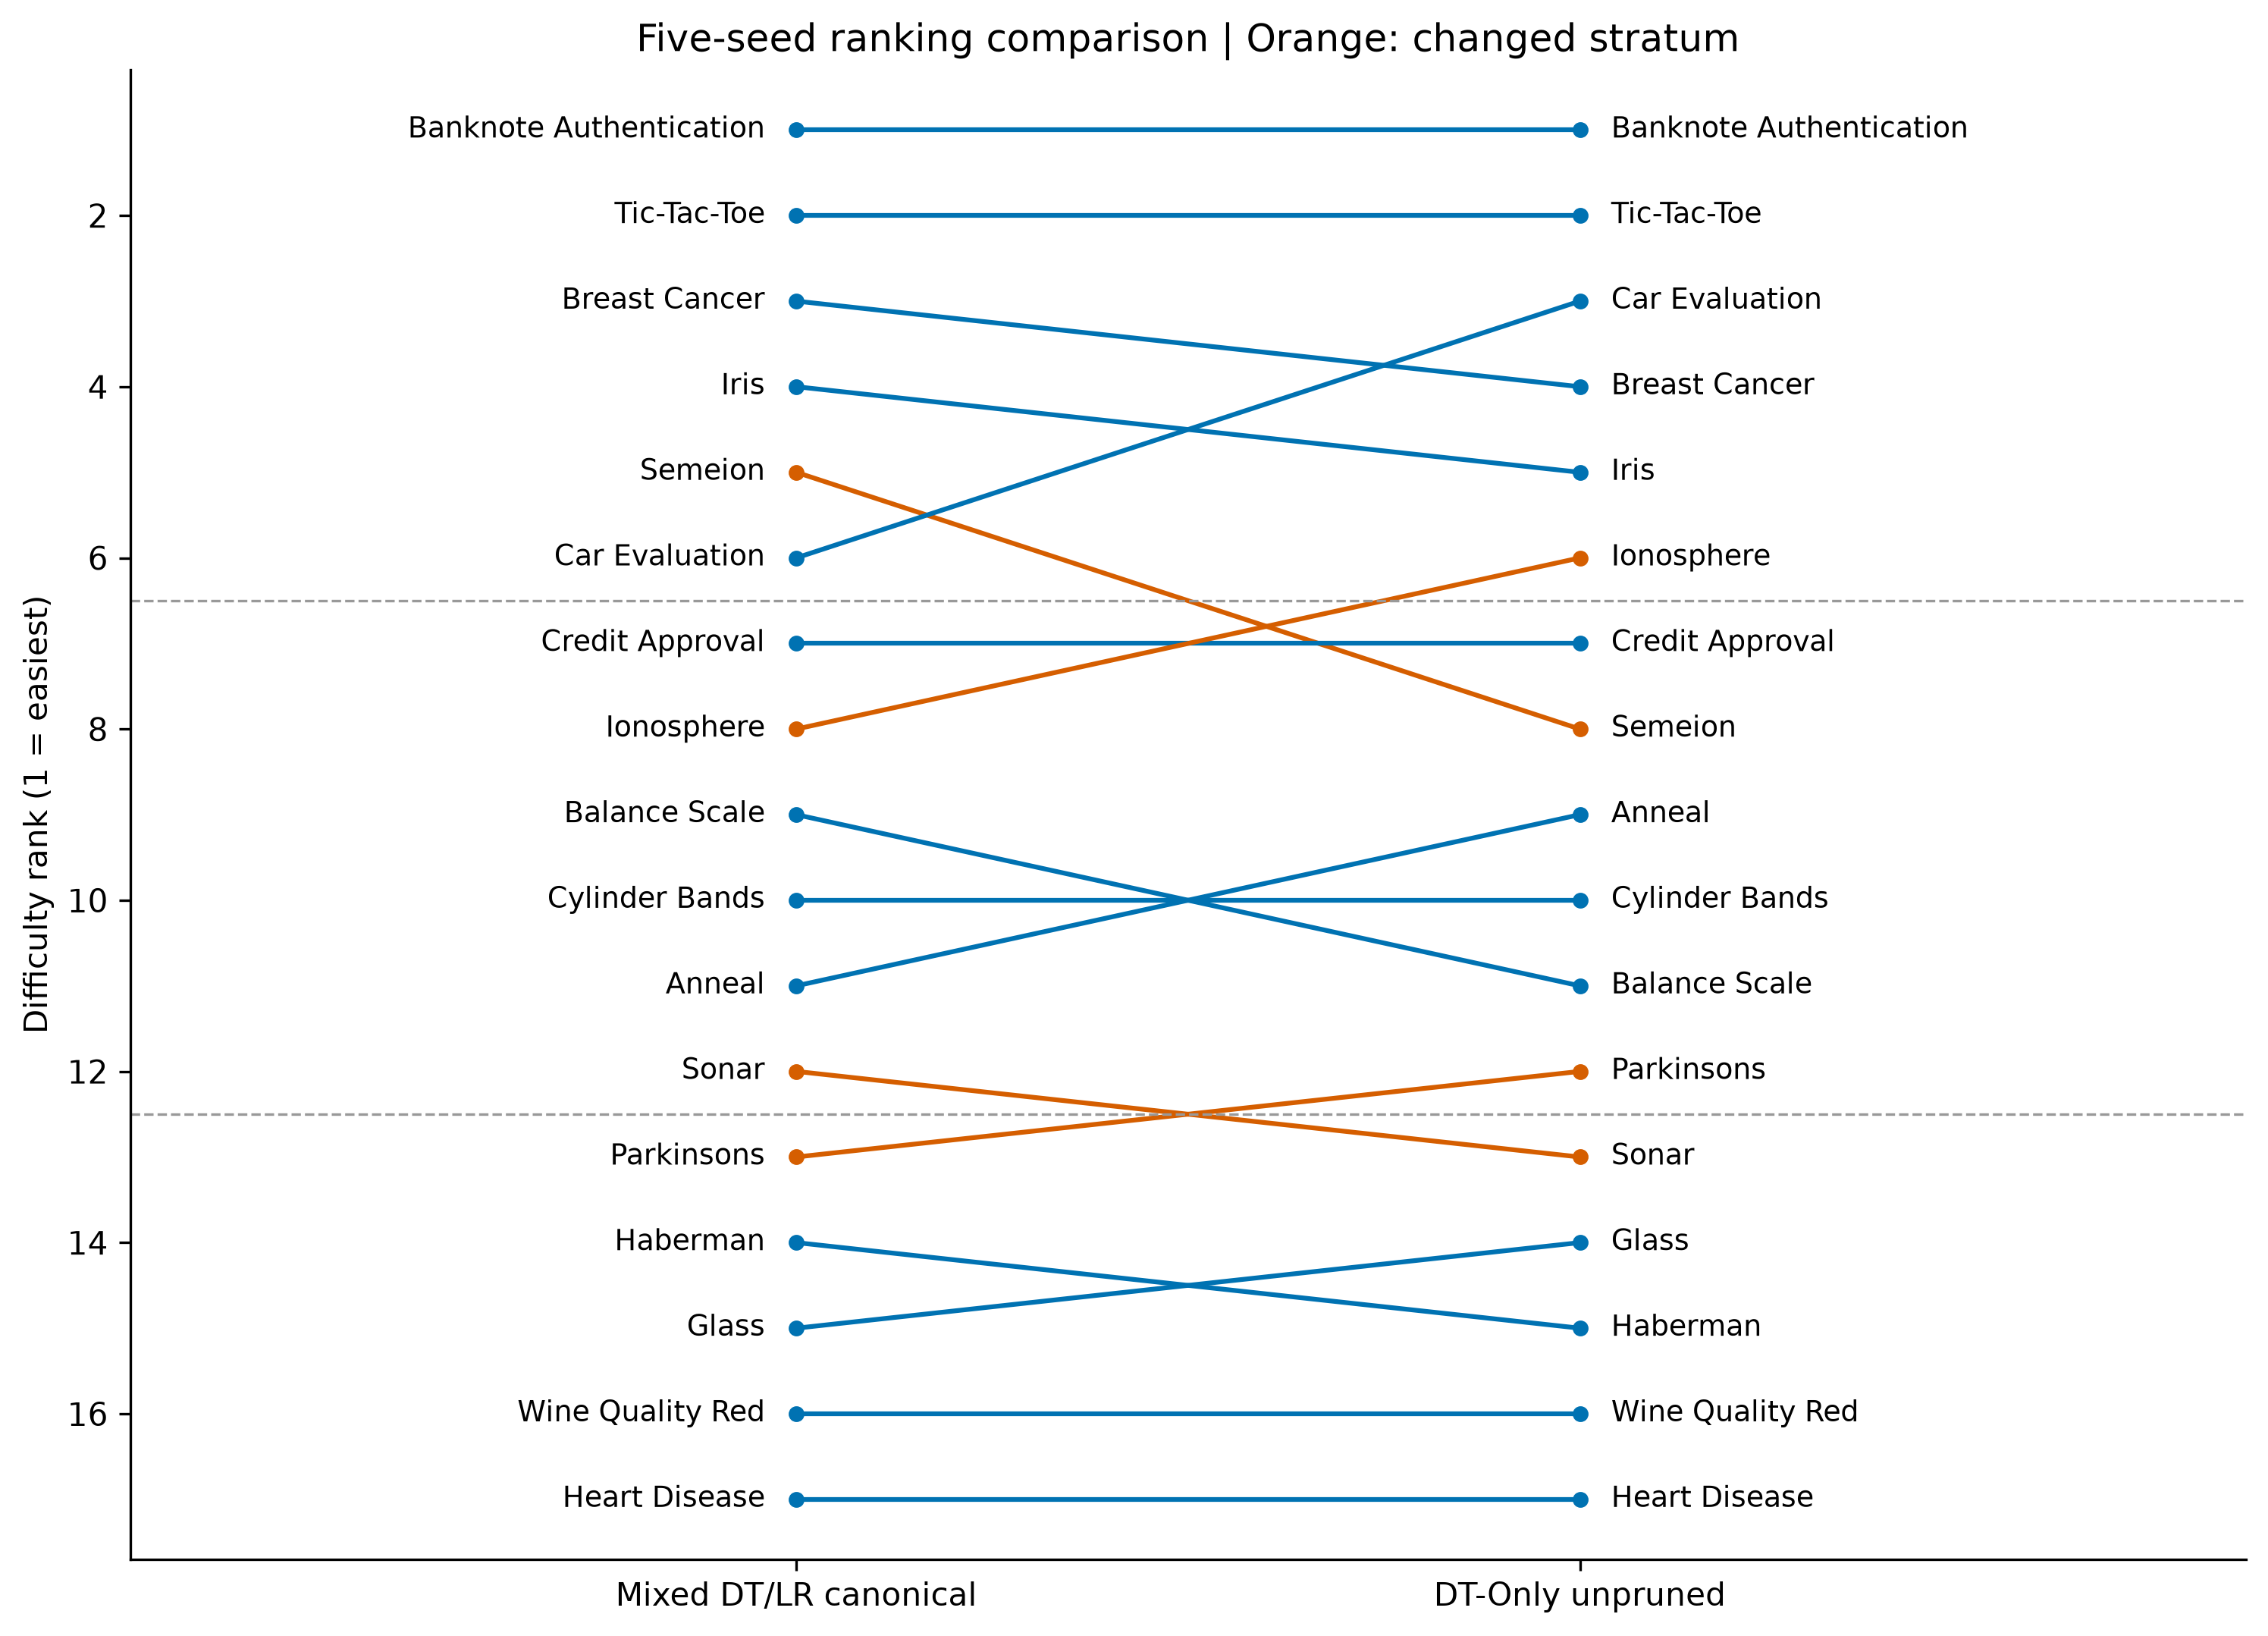 Five-seed ranking comparison | Orange: changed stratum
Difficulty rank (1 = easiest)
Banknote Authentication Banknote Authentication
2 Tic-Tac-Toe Tic-Tac-Toe
Breast Cancer Car Evaluation
4 Iris Breast Cancer
Semeion Iris
6 Car Evaluation Ionosphere
Credit Approval Credit Approval
8 Ionosphere Semeion
Balance Scale Anneal
10 Cylinder Bands Cylinder Bands
Anneal Balance Scale
12 Sonar Parkinsons
Parkinsons Sonar
14 Haberman Glass
Glass Haberman
16 Wine Quality Red Wine Quality Red
Heart Disease Heart Disease
Mixed DT/LR canonical DT-Only unpruned